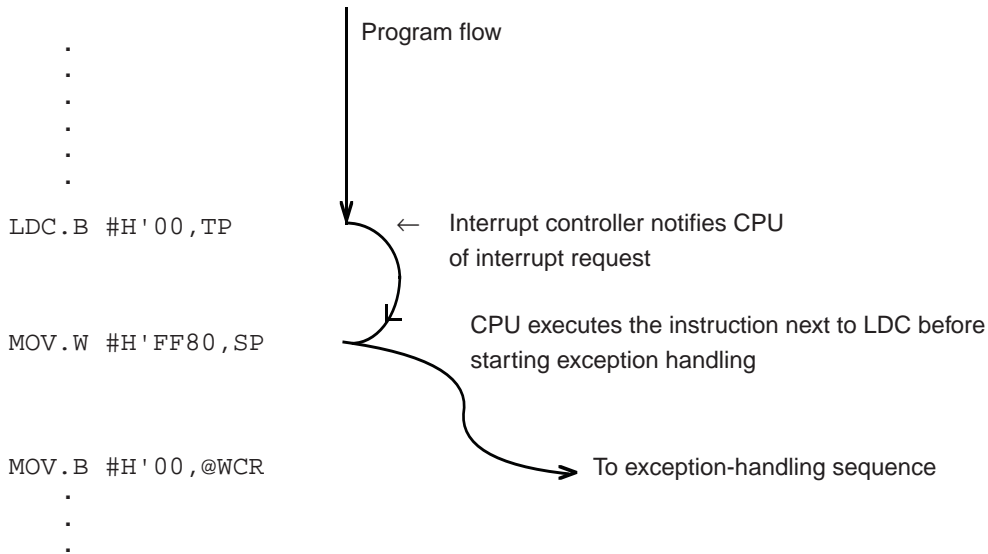 Program flow
.
.
.
.
.
.
LDC.B #H'00,TP
← Interrupt controller notifies CPU
of interrupt request
CPU executes the instruction next to LDC before
MOV.W #H'FF80,SP
starting exception handling
MOV.B #H'00,@WCR
To exception-handling sequence
.
.
.